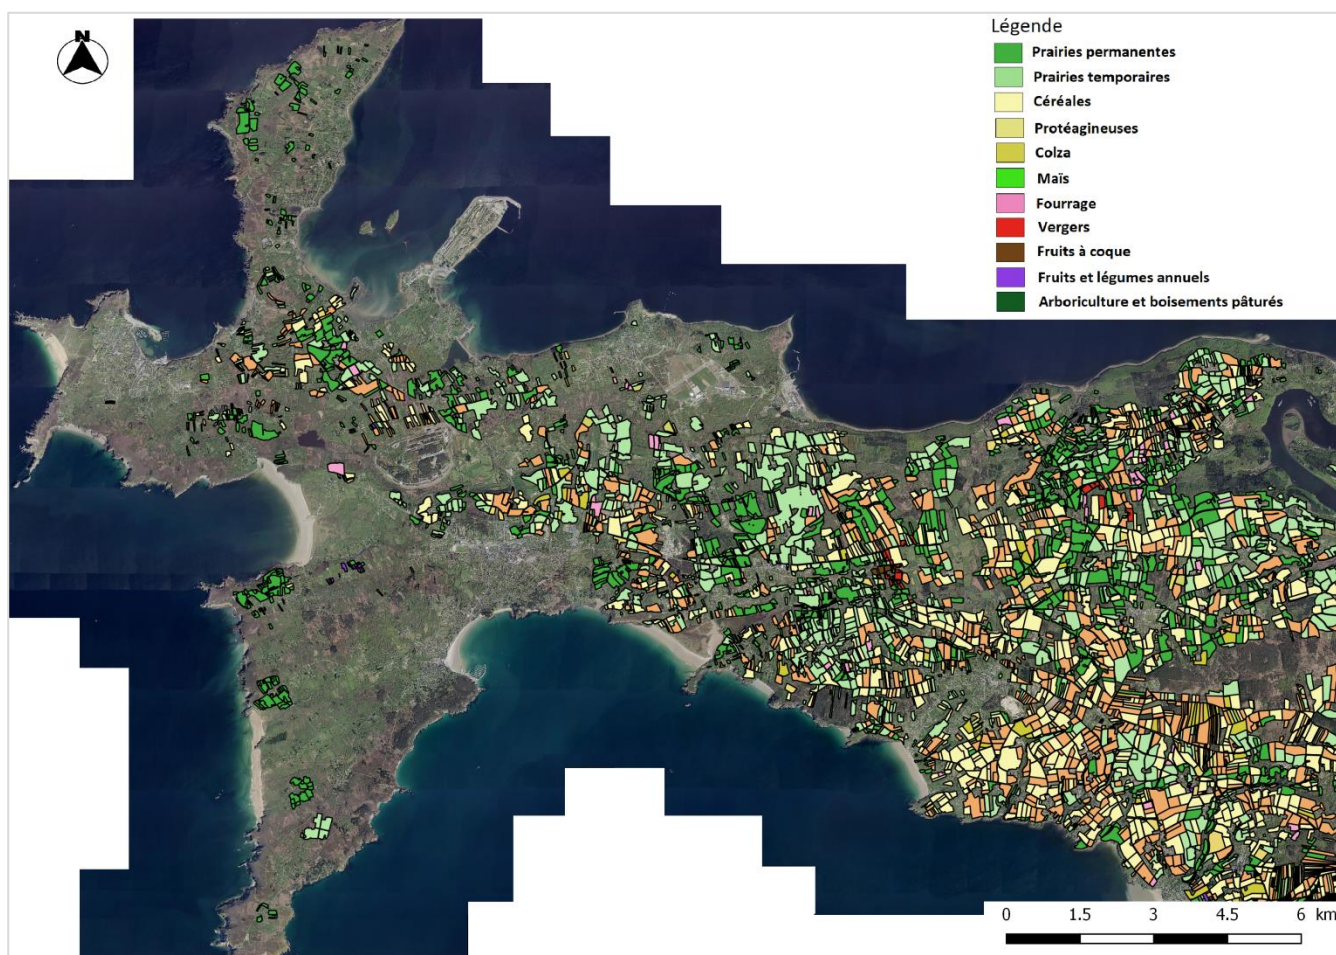 N
Légende
Prairies permanentes
Prairies temporaires
Céréales
Protéagineuses
Colza
Maïs
Fourrage
Vergers
Fruits à coque
Fruits et légumes annuels
Arboriculture et boisements pâturés
0 1.5 3 4.5 6 km